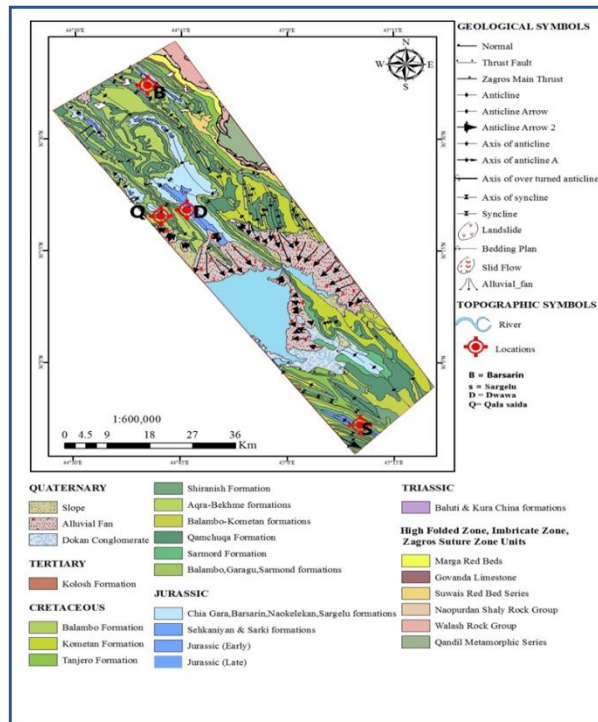 GEOLOGICAL SYMBOLS
Normal
Thrust Fault
Zagros Main Thrust
Anticline
Anticline Arrow
Anticline Arrow 2
Axis of anticline
Axis of anticline A
Axis of over turned anticline
Axis of syncline
Syncline
Landslide
Bedding Plan
Slid Flow
Alluvial_fan
TOPOGRAPHIC SYMBOLS
River
Locations
B = Barsarin
s = Sargelu
D = Dwawa
Q= Qala saida
N
W E
S
B
Q D
S
1:600,000
0 4.5 9 18 27 36
Km
QUATERNARY
Slope
Alluvial Fan
Dokan Conglomerate
TERTIARY
Kolosh Formation
CRETACEOUS
Balambo Formation
Kometan Formation
Tanjero Formation
Shiranish Formation
Aqra-Bekhme formations
Balambo-Kometan formations
Qamchuqa Formation
Sarmord Formation
Balambo,Garagu,Sarmond formations
JURASSIC
Chia Gara,Barsarin,Naokelekan,Sargelu,formations
Sehkaniyan & Sarki formations
Jurassic (Early)
Jurassic (Late)
TRIASSIC
Baluti & Kura China formations
High Folded Zone, Imbricate Zone,
Zagros Suture Zone Units
Marga Red Beds
Govanda Limestone
Suwais Red Bed Series
Naopurdan Shaly Rock Group
Walash Rock Group
Qandil Metamorphic Series